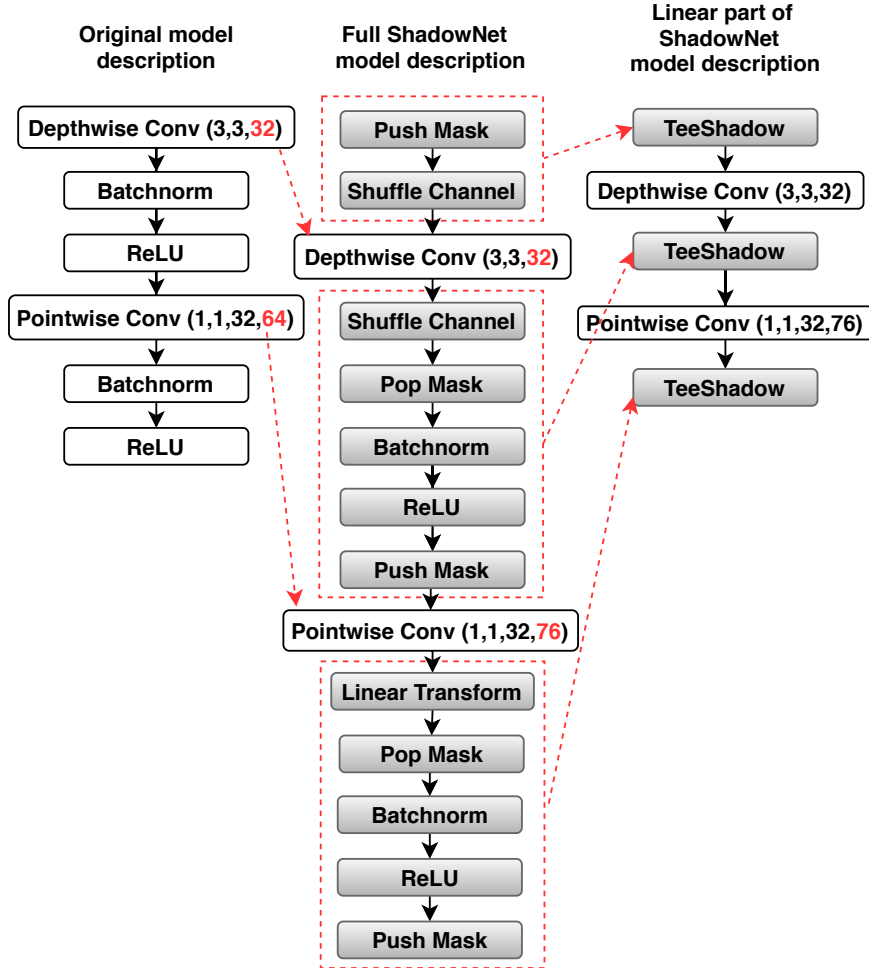 Original model
description
Depthwise Conv (3,3,32)
Batchnorm
ReLU
Pointwise Conv (1,1,32,64)
Batchnorm
ReLU
Full ShadowNet
model description
Push Mask
Shuffle Channel
Depthwise Conv (3,3,32)
Shuffle Channel
Pop Mask
Batchnorm
ReLU
Push Mask
Pointwise Conv (1,1,32,76)
Linear Transform
Pop Mask
Batchnorm
ReLU
Push Mask
Linear part of
ShadowNet
model description
TeeShadow
Depthwise Conv (3,3,32)
TeeShadow
Pointwise Conv (1,1,32,76)
TeeShadow